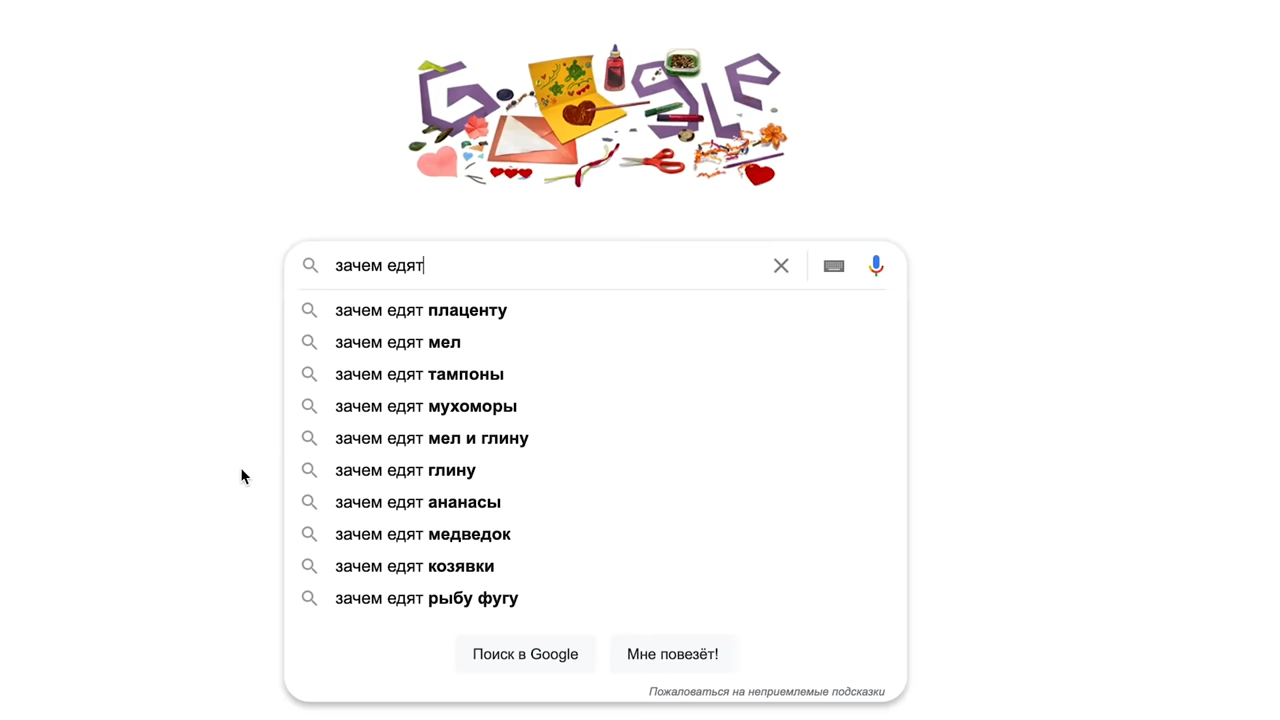 Google
зачем едят
зачем едят плаценту
зачем едят мел
зачем едят тампоны
зачем едят мухоморы
зачем едят мел и глину
зачем едят глину
зачем едят ананасы
зачем едят медведок
зачем едят козявки
зачем едят рыбу фугу
Поиск в Google
Мне повезёт!
Пожаловаться на неприемлемые подсказки